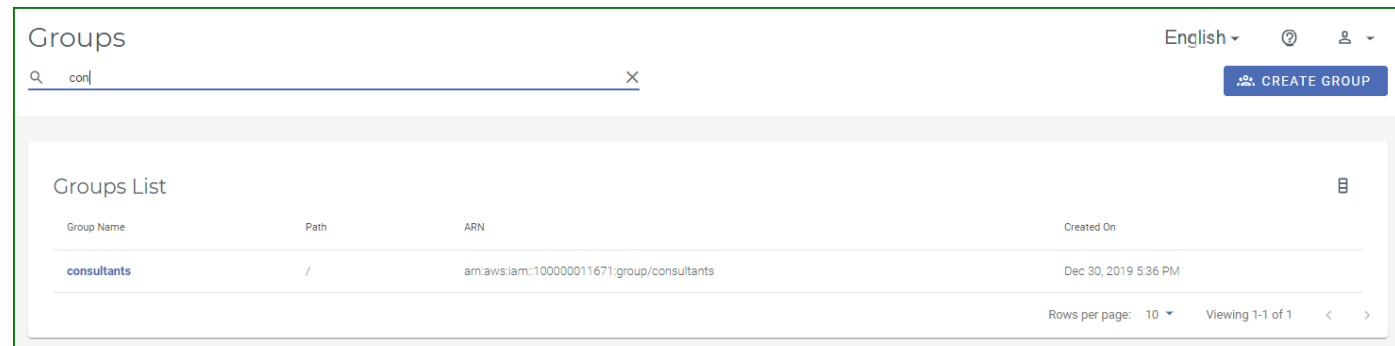 Groups
English
con
CREATE GROUP
Groups List
Group Name Path ARN Created On
consultants / arn:aws:iam::100000011671:group/consultants Dec 30, 2019 5:36 PM
Rows per page: 10 Viewing 1-1 of 1